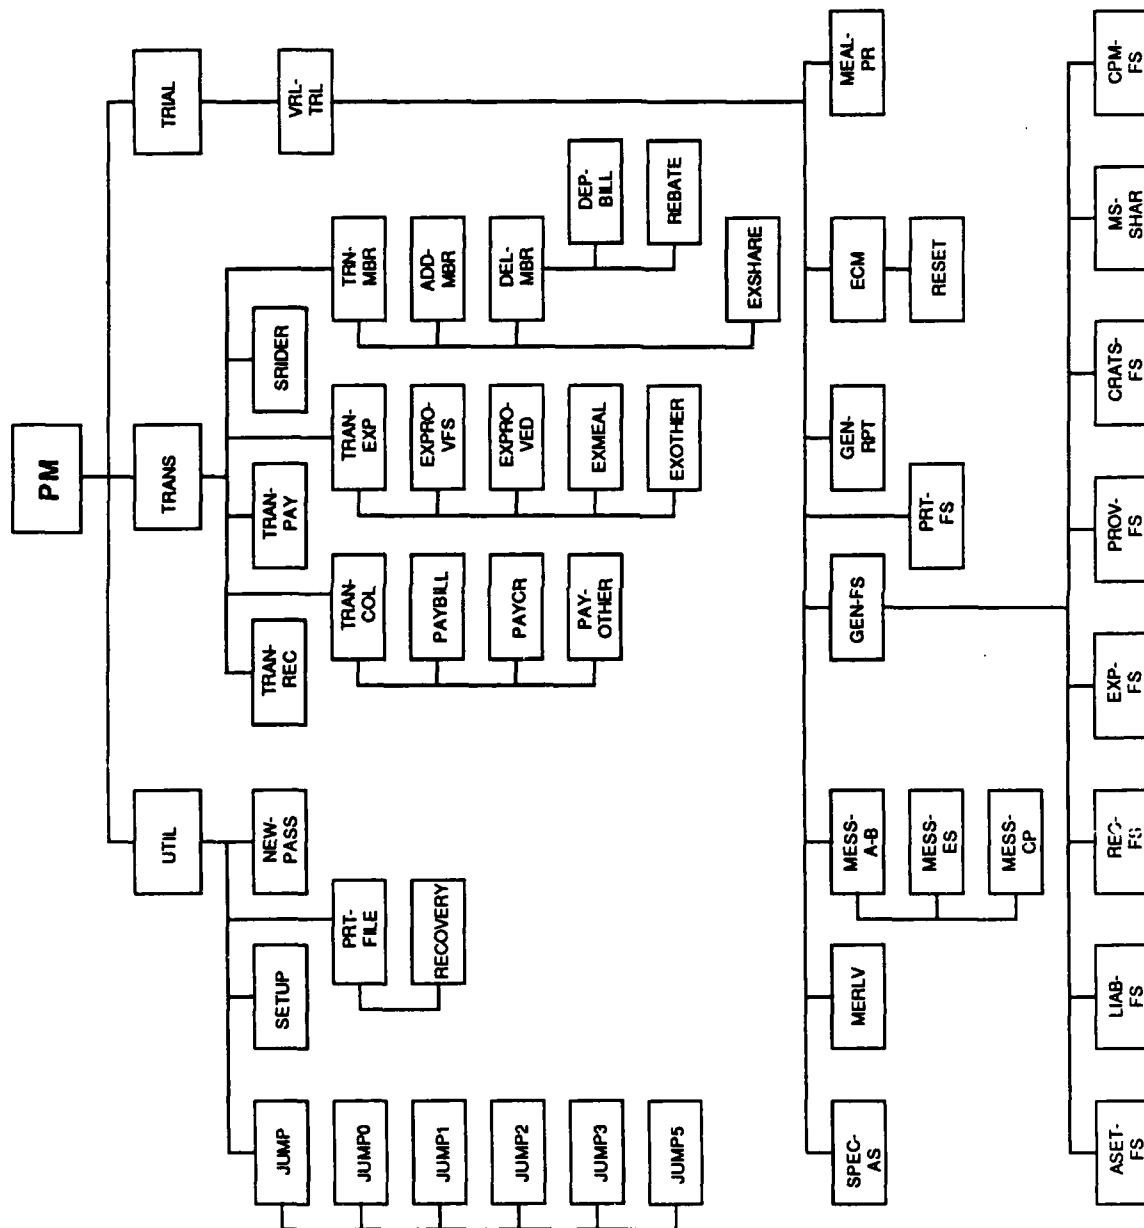 PM
UTIL
TRANS
TRIAL
JUMP
JUMP0
JUMP1
JUMP2
JUMP3
JUMP5
SETUP
PRT-
FILE
RECOVERY
NEW-
PASS
TRAN-
REC
TRAN-
COL
PAYBILL
PAYCR
PAY-
OTHER
TRAN-
PAY
TRAN-
EXP
EXPRO-
VFS
EXPRO-
VED
EXMEAL
EXOTHER
SRIDER
TRN-
MBR
ADD-
MBR
DEL-
MBR
DEP-
BILL
REBATE
EXSHARE
VRL-
TRL
SPEC-
AS
MERLV
MESS-
A-B
MESS-
ES
MESS-
CP
GEN-FS
PRT-
FS
GEN-
RPT
ECM
RESET
MEAL-
PR
ASET-
FS
LIAB-
FS
REC-
FS
EXP-
FS
PROV-
FS
CRATS-
FS
MS-
SHAR
CPM-
FS